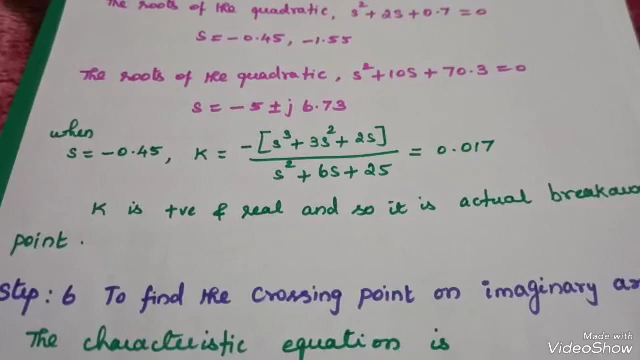 The roots of the quadratic, s²+2s+0.7=0
s=-0.45, -1.55
The roots of the quadratic, s²+10s+70.3=0
s = -5 ± j 6.73
when
s=-0.45, K = -[s³+3s²+2s] / s²+6s+25 = 0.017
K is +ve & real and so it is actual breakaw
point.
Step: 6 To find the crossing point on imaginary ax
The characteristic equation is
Made with
VideoShow